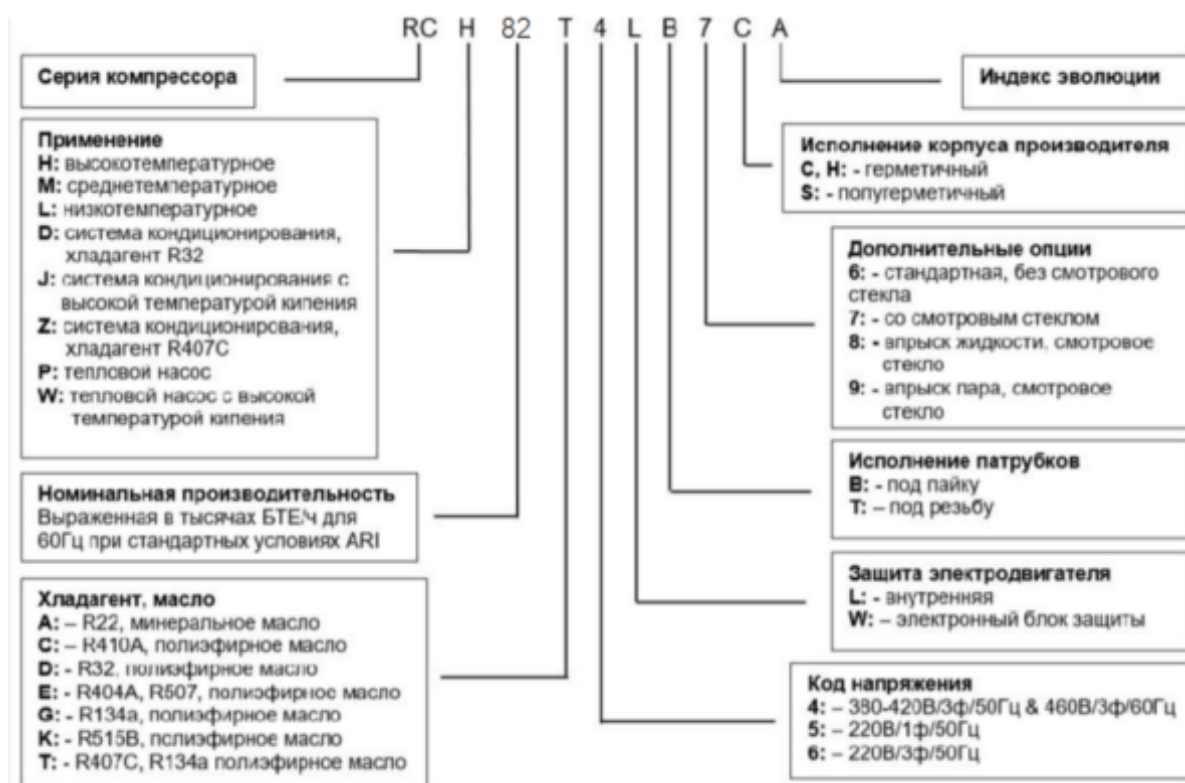 RC H 82 T 4 L B 7 C A
Серия компрессора
Применение
H: высокотемпературное
M: среднетемпературное
L: низкотемпературное
D: система кондиционирования,
хладагент R32
J: система кондиционирования с
высокой температурой кипения
Z: система кондиционирования,
хладагент R407C
P: тепловой насос
W: тепловой насос с высокой
температурой кипения
Номинальная производительность
Выраженная в тысячах БТЕ/ч для
60Гц при стандартных условиях ARI
Хладагент, масло
A: – R22, минеральное масло
C: – R410A, полиэфирное масло
D: - R32, полиэфирное масло
E: - R404A, R507, полиэфирное масло
G: - R134a, полиэфирное масло
K: - R515B, полиэфирное масло
T: - R407C, R134a полиэфирное масло
Индекс эволюции
Исполнение корпуса производителя
C, H: - герметичный
S: - полугерметичный
Дополнительные опции
6: - стандартная, без смотрового
стекла
7: - со смотровым стеклом
8: - впрыск жидкости, смотровое
стекло
9: - впрыск пара, смотровое
стекло
Исполнение патрубков
B: - под пайку
T: – под резьбу
Защита электродвигателя
L: - внутренняя
W: – электронный блок защиты
Код напряжения
4: – 380-420В/3ф/50Гц & 460В/3ф/60Гц
5: – 220В/1ф/50Гц
6: – 220В/3ф/50Гц